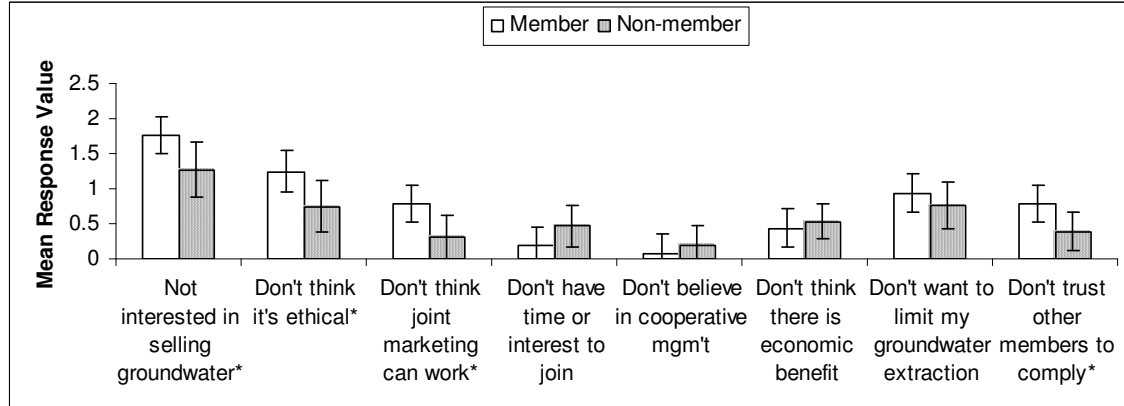 Member Non-member
Mean Response Value
2.5
2
1.5
1
0.5
0
Not
interested in
selling
groundwater*
Don't think
it's ethical*
Don't think
joint
marketing
can work*
Don't have
time or
interest to
join
Don't believe
in cooperative
mgm't
Don't think
there is
economic
benefit
Don't want to
limit my
groundwater
extraction
Don't trust
other
members to
comply*